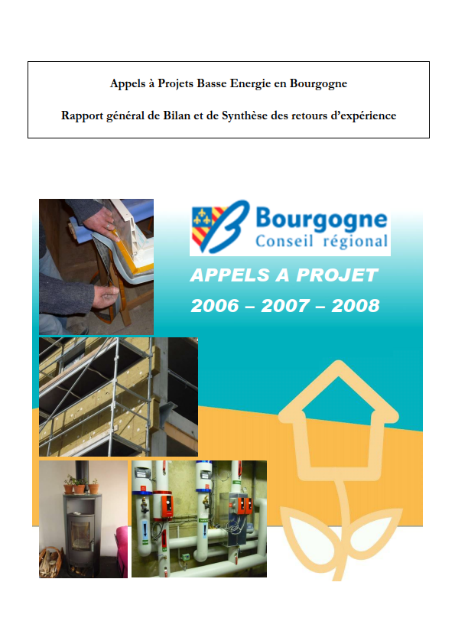 Appels à Projets Basse Energie en Bourgogne
Rapport général de Bilan et de Synthèse des retours d'expérience
Bourgogne
Conseil régional
APPELS A PROJET
2006 – 2007 – 2008